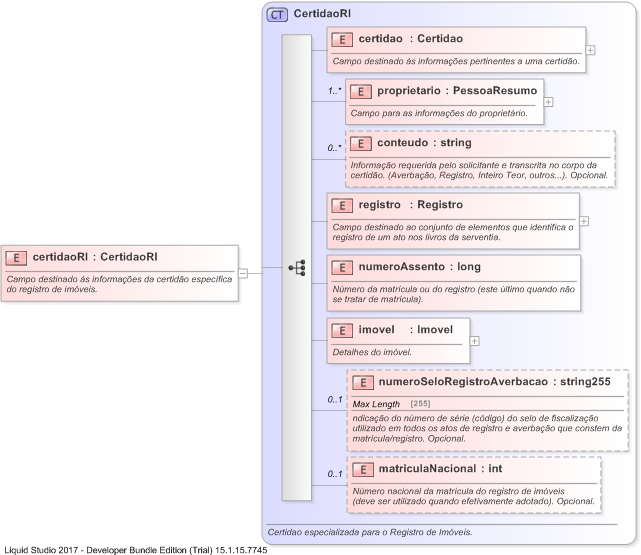 CT CertidaoRI
E certidao : Certidao
Campo destinado ás informações pertinentes a uma certidão.
1..*
E proprietario : PessoaResumo
Campo para as informações do proprietário.
0..*
E conteudo : string
Informação requerida pelo solicitante e transcrita no corpo da
certidão. (Averbação, Registro, Inteiro Teor, outros...). Opcional.
E registro : Registro
Campo destinado ao conjunto de elementos que identifica o
registro de um ato nos livros da serventia.
E certidaoRI : CertidaoRI
Campo destinado ás informações da certidão específica
do registro de imóveis.
E numeroAssento : long
Número da matrícula ou do registro (este último quando não
se tratar de matrícula).
E imovel : Imovel
Detalhes do imóvel.
0..1
E numeroSeloRegistroAverbacao : string255
Max Length [255]
ndicação do número de série (código) do selo de fiscalização
utilizado em todos os atos de registro e averbação que constem da
matrícula/registro. Opcional.
0..1
E matriculaNacional : int
Número nacional da matrícula do registro de imóveis
(deve ser utilizado quando efetivamente adotado). Opcional.
Certidao especializada para o Registro de Imóveis.
Liquid Studio 2017 - Developer Bundle Edition (Trial) 15.1.15.7745